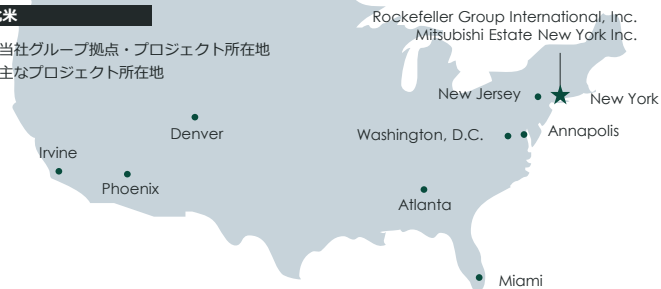 米
Rockefeller Group International, Inc.
Mitsubishi Estate New York Inc.
当社グループ拠点・プロジェクト所在地
主なプロジェクト所在地
New Jersey
New York
Denver
Washington, D.C.
Annapolis
Irvine
Phoenix
Atlanta
Miami